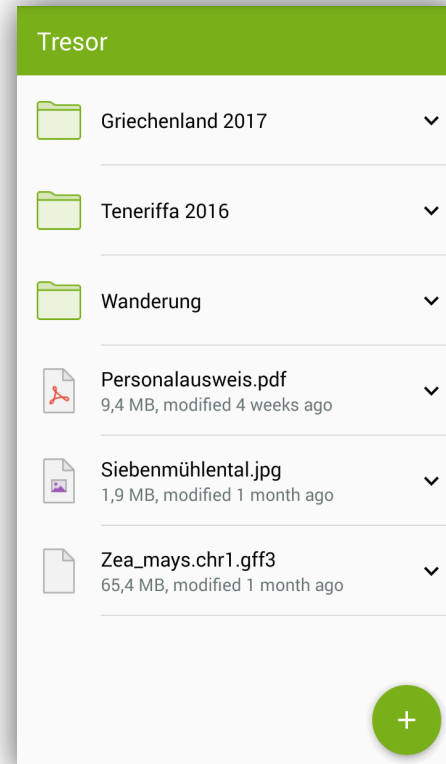 Tresor
Griechenland 2017
Teneriffa 2016
Wanderung
Personalausweis.pdf
9,4 MB, modified 4 weeks ago
Siebenmühlental.jpg
1,9 MB, modified 1 month ago
Zea_mays.chr1.gff3
65,4 MB, modified 1 month ago